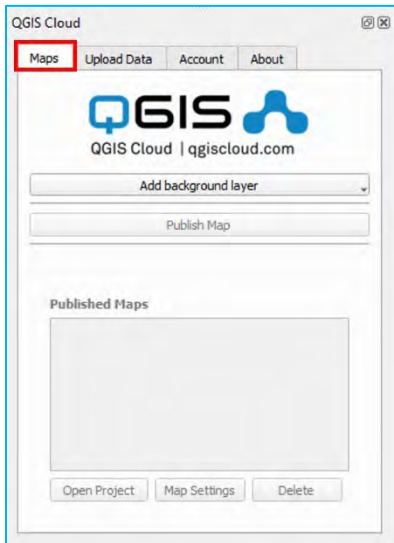 QGIS Cloud
Maps Upload Data Account About
QGIS
QGIS Cloud | qgiscloud.com
Add background layer
Publish Map
Published Maps
Open Project Map Settings Delete